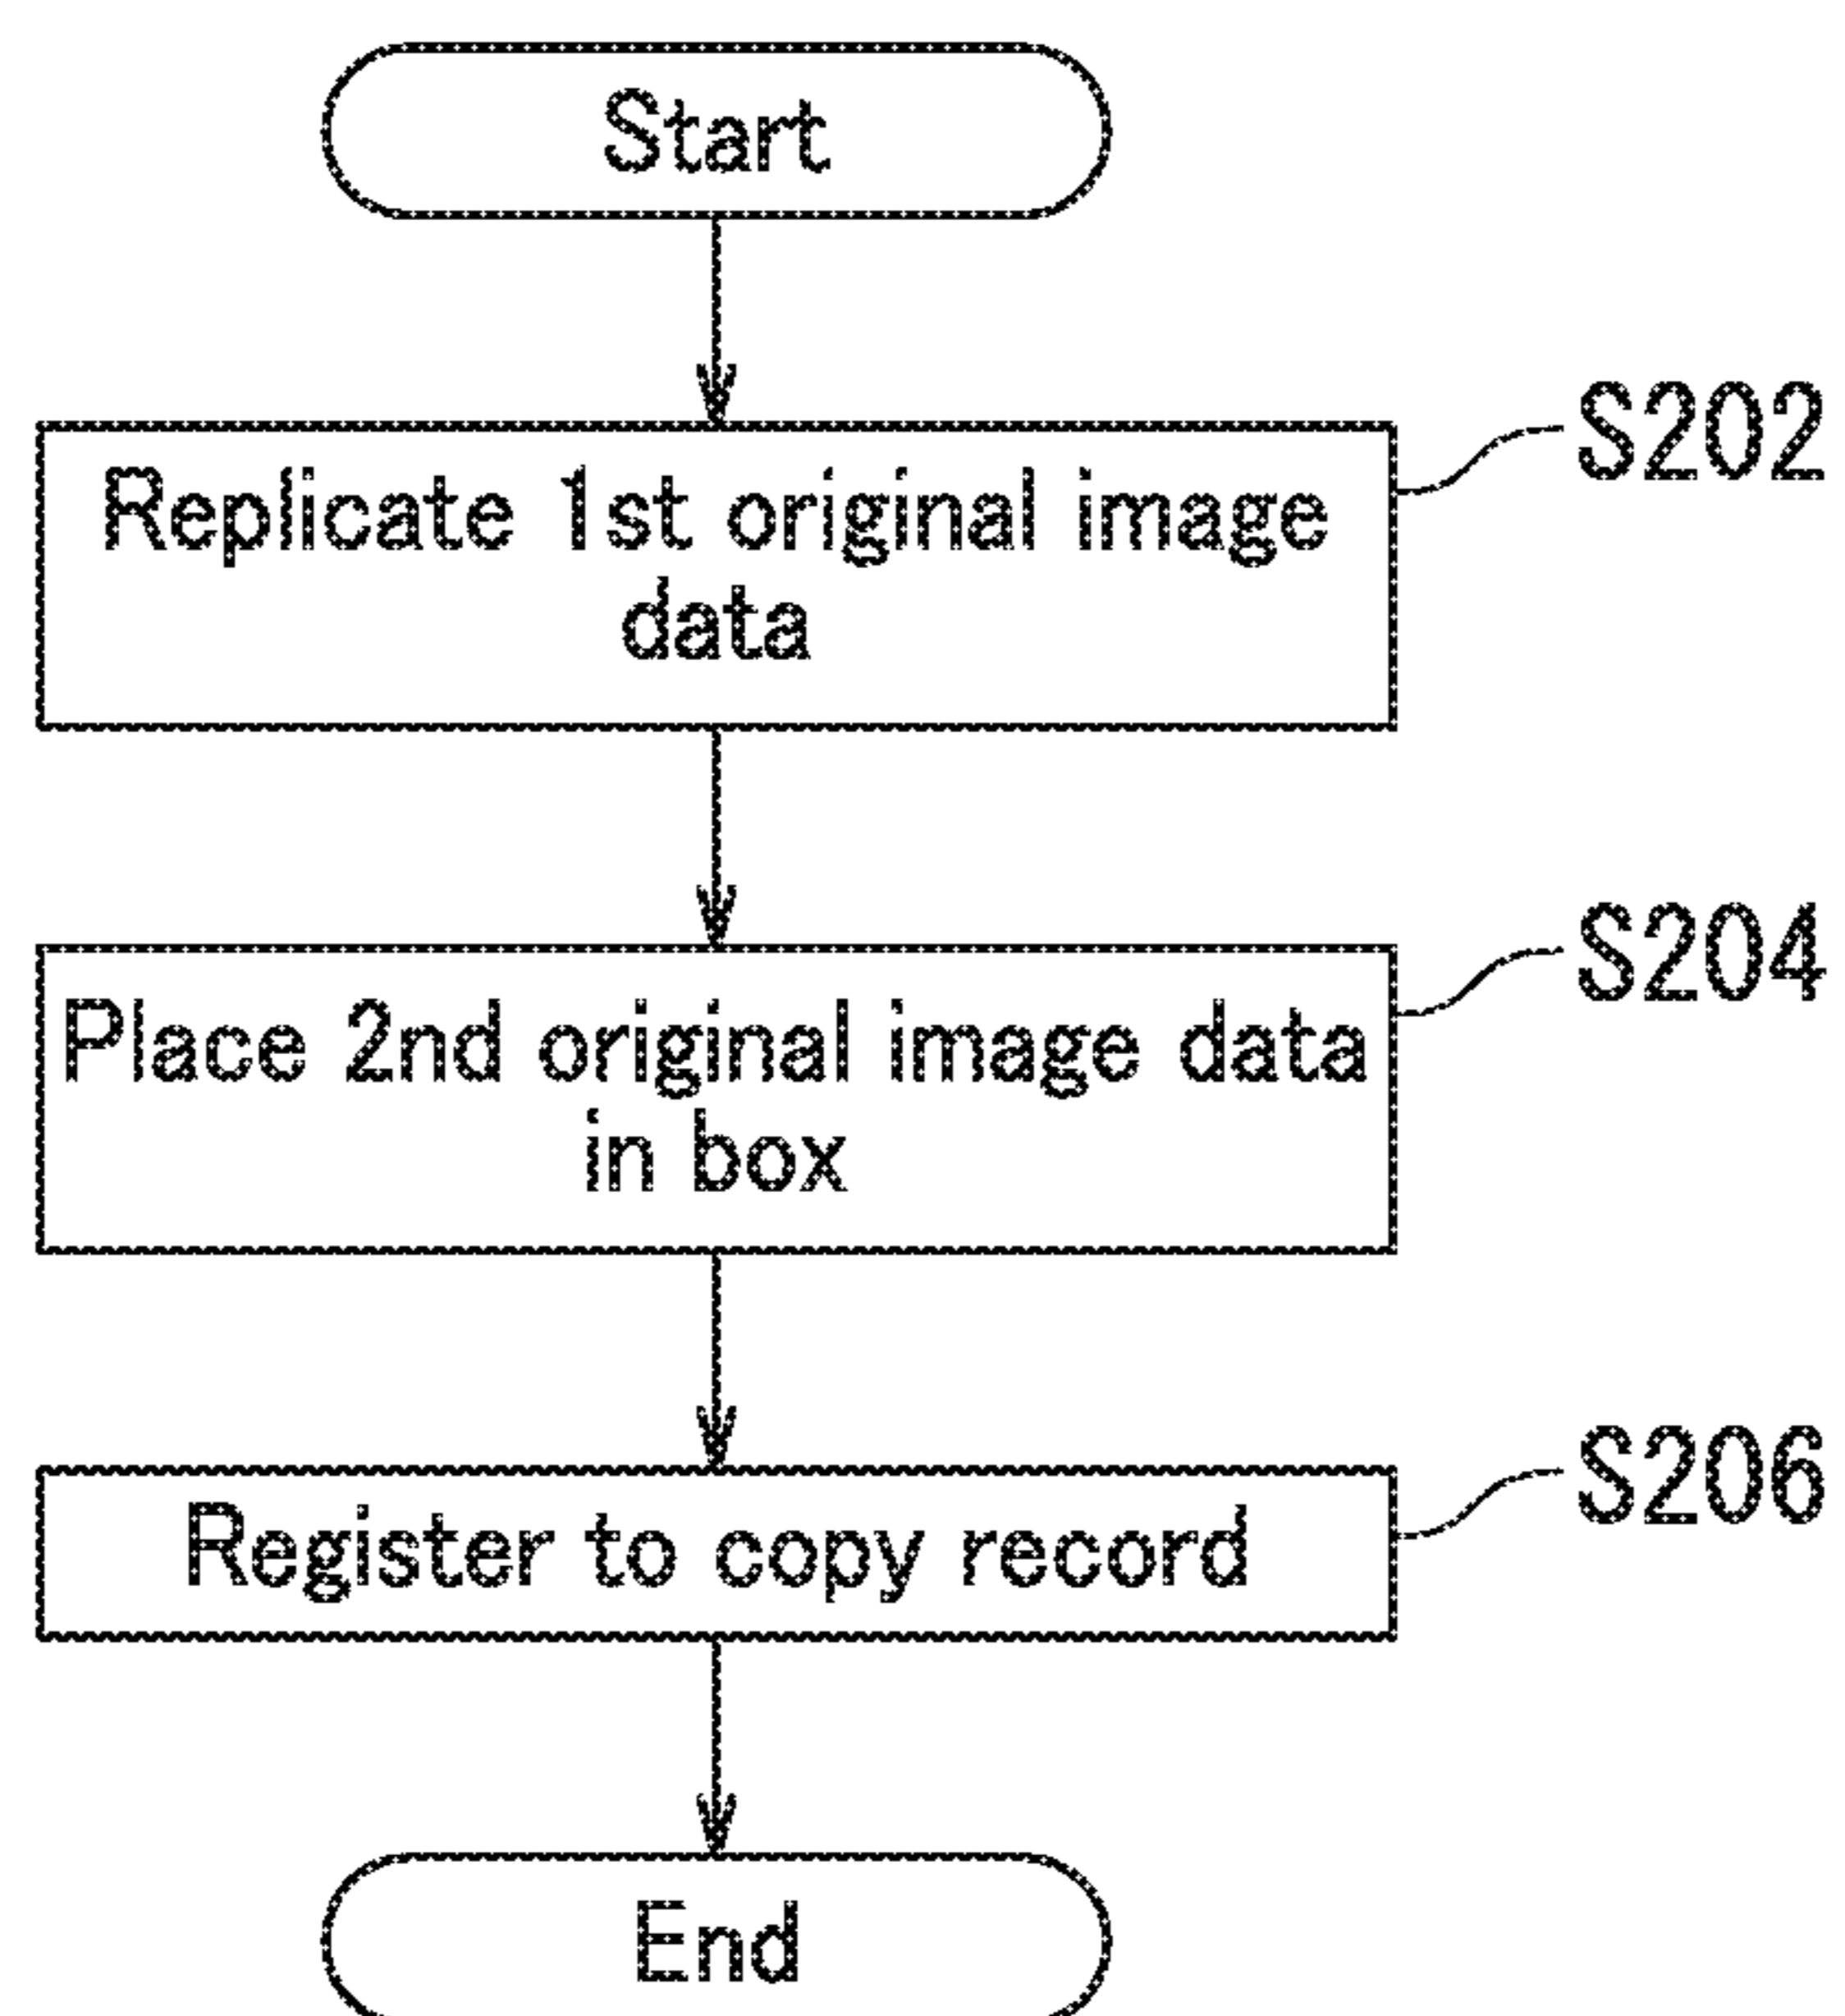 Start
S202
Replicate 1st original image
data
S204
Place 2nd original image data
in box
S206
Register to copy record
End